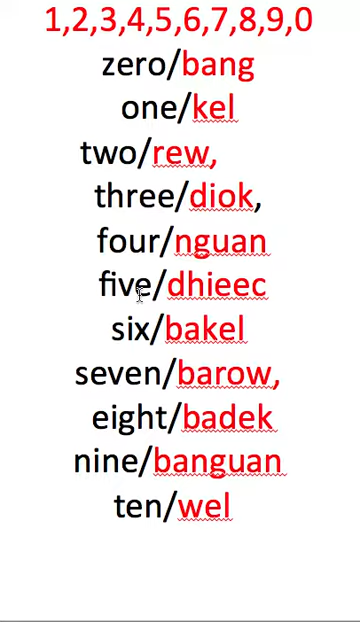 1,2,3,4,5,6,7,8,9,0
zero/bang
one/kel
two/rew,
three/diok,
four/nguan
five/dhieec
six/bakel
seven/barow,
eight/badek
nine/banguan
ten/wel